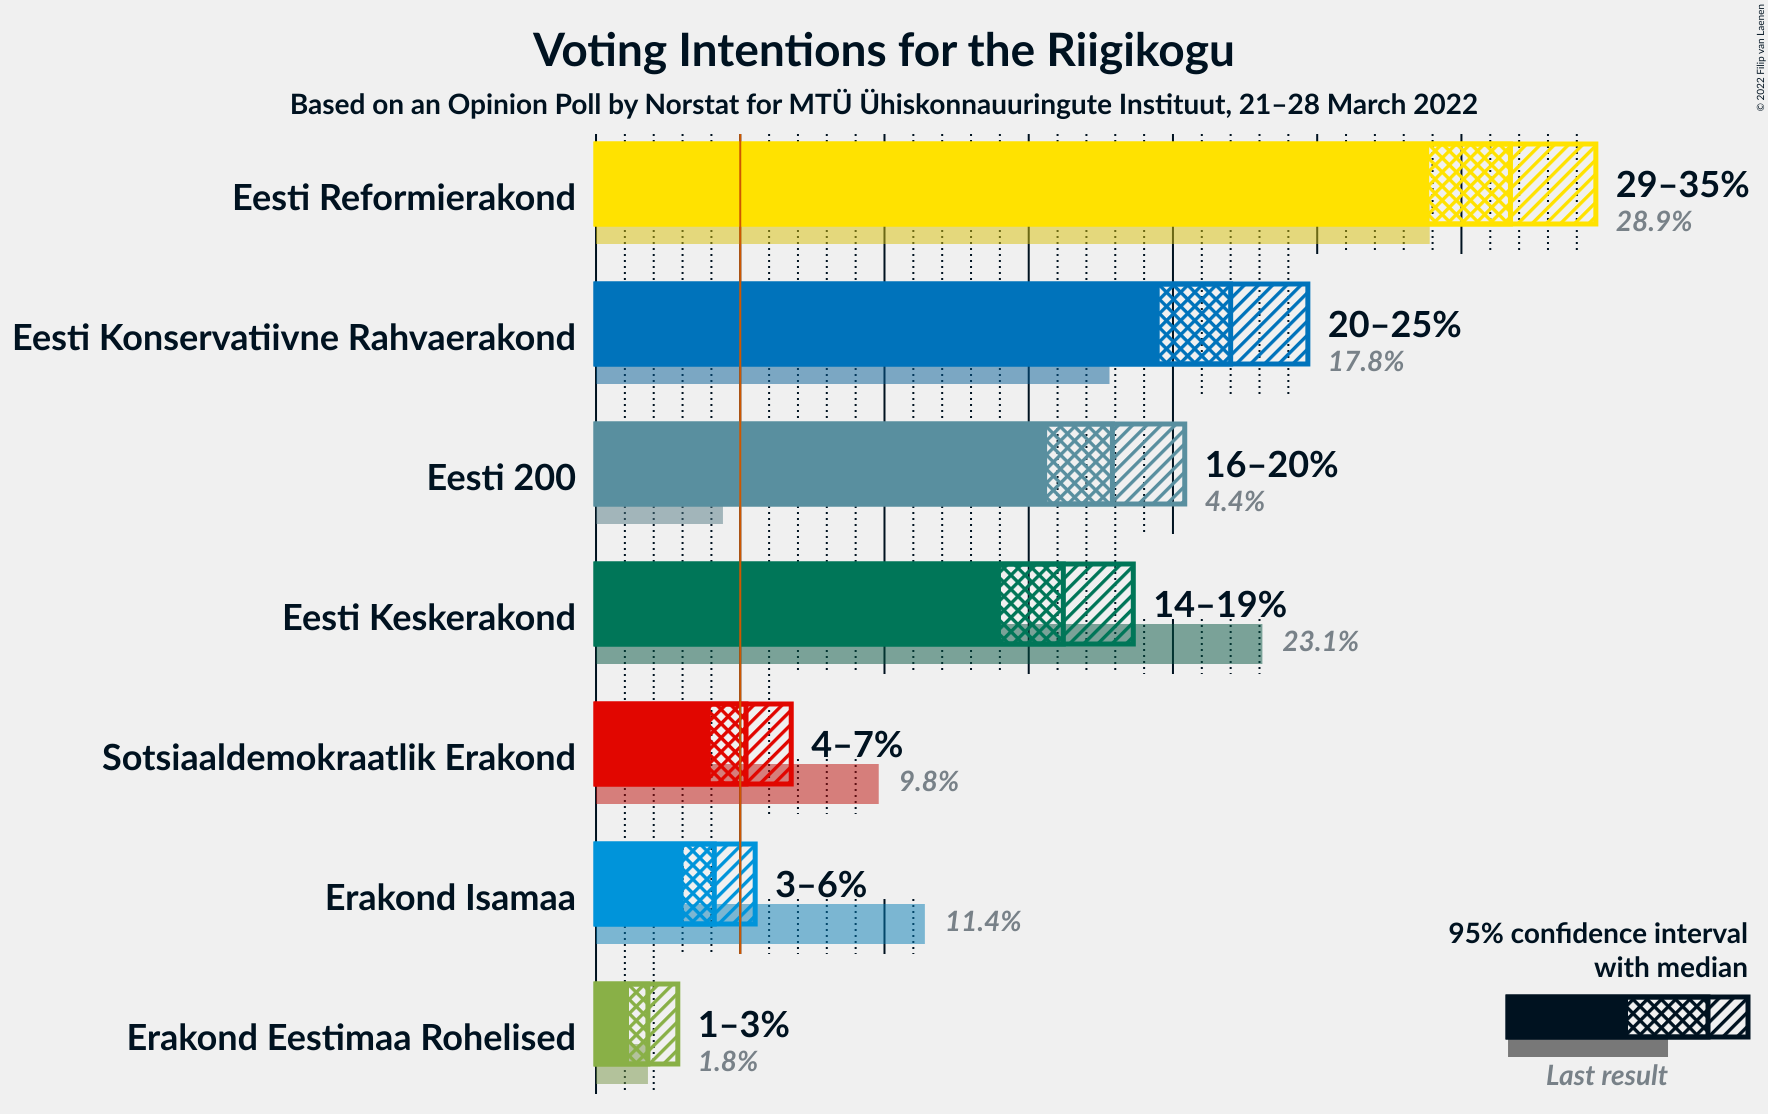 Voting Intentions for the Riigikogu
Based on an Opinion Poll by Norstat for MTÜ Ühiskonnauuringute Instituut, 21–28 March 2022
© 2022 Filip van Laenen
Eesti Reformierakond
29–35%
28.9%
Eesti Konservatiivne Rahvaerakond
20–25%
17.8%
Eesti 200
16–20%
4.4%
Eesti Keskerakond
14–19%
23.1%
Sotsiaaldemokraatlik Erakond
4–7%
9.8%
Erakond Isamaa
3–6%
11.4%
Erakond Eestimaa Rohelised
1–3%
1.8%
95% confidence interval
with median
Last result